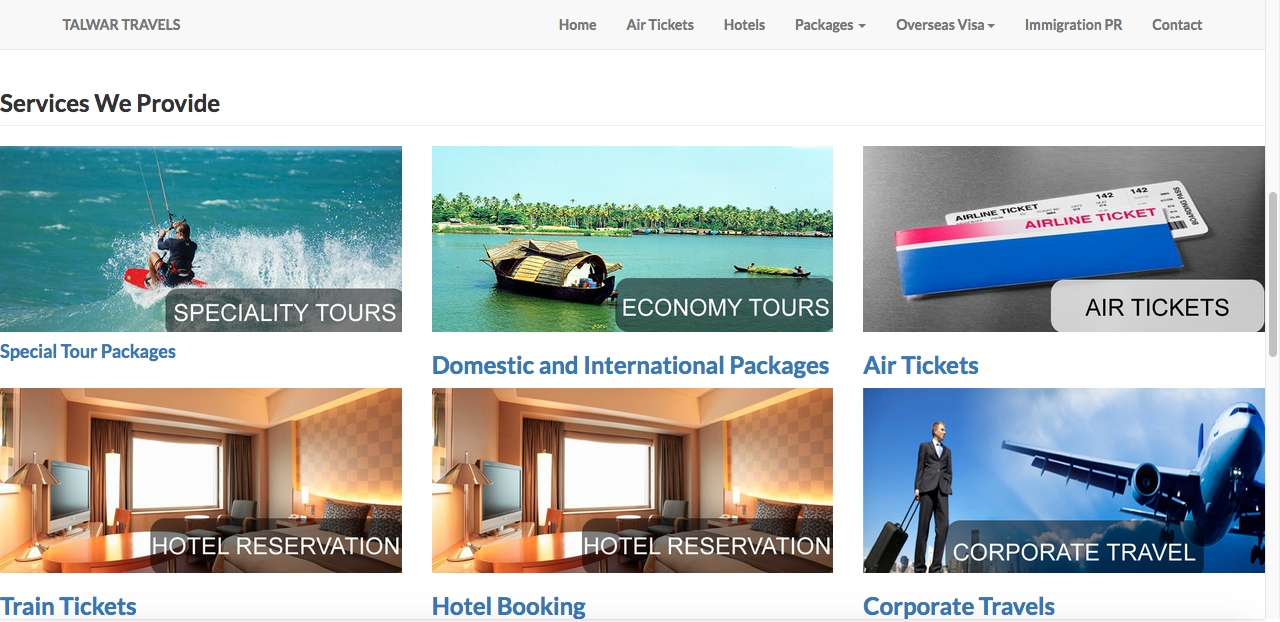 TALWAR TRAVELS Home Air Tickets Hotels Packages Overseas Visa Immigration PR Contact
Services We Provide
SPECIALITY TOURS
ECONOMY TOURS
AIRLINE TICKET 142 142 BOARDING PASS
AIRLINE TICKET
AIR TICKETS
Special Tour Packages
Domestic and International Packages
Air Tickets
HOTEL RESERVATION
HOTEL RESERVATION
CORPORATE TRAVEL
Train Tickets
Hotel Booking
Corporate Travels